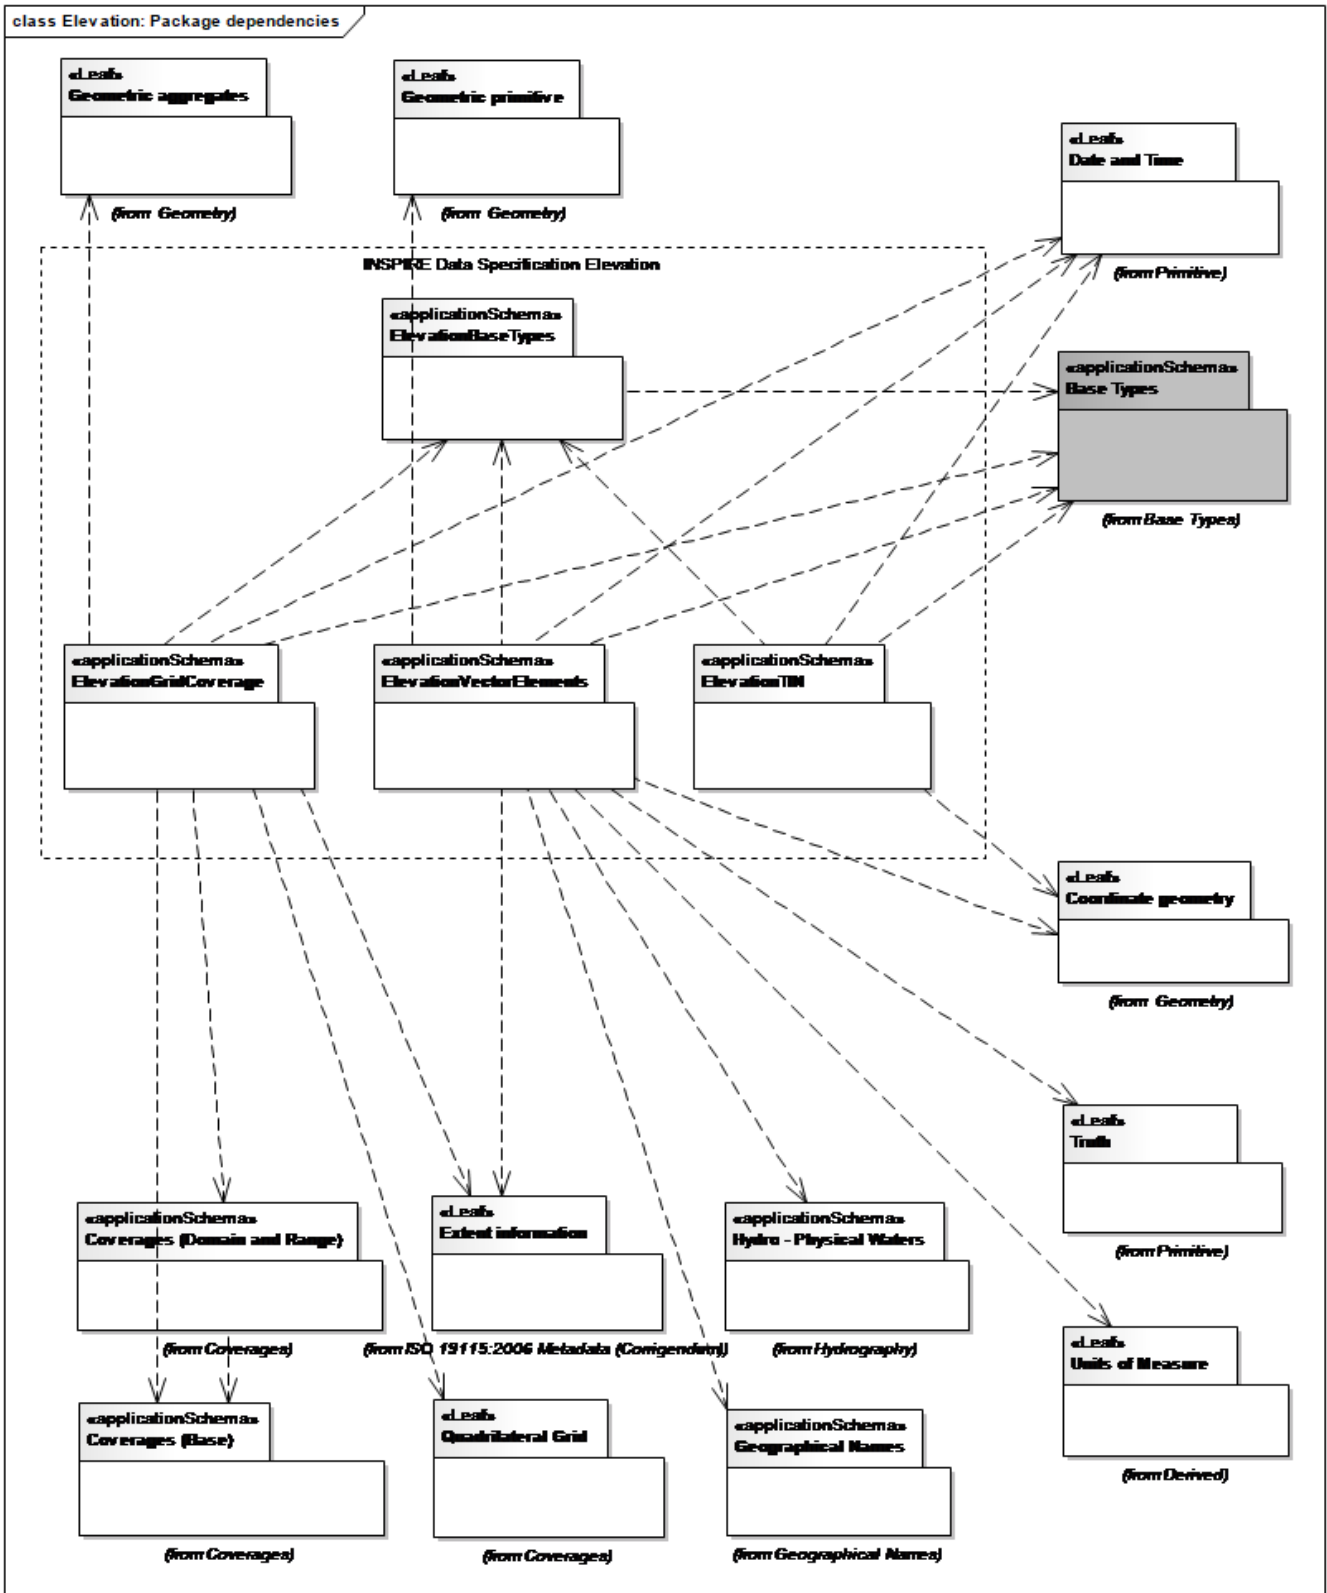 class Elevation: Package dependencies
«Leaf»
Geometric aggregates
(from Geometry)
«Leaf»
Geometric primitive
(from Geometry)
«Leaf»
Date and Time
(from Primitive)
INSPIRE Data Specification Elevation
«applicationSchema»
ElevationBaseTypes
«applicationSchema»
Base Types
(from Base Types)
«applicationSchema»
ElevationGridCoverage
«applicationSchema»
ElevationVectorElements
«applicationSchema»
ElevationTIN
«Leaf»
Coordinate geometry
(from Geometry)
«Leaf»
Truth
(from Primitive)
«applicationSchema»
Coverages (Domain and Range)
(from Coverages)
«Leaf»
Extent information
(from ISO 19115:2006 Metadata (Corrigendum))
«applicationSchema»
Hydro - Physical Waters
(from Hydrography)
«Leaf»
Units of Measure
(from Derived)
«applicationSchema»
Coverages (Base)
(from Coverages)
«Leaf»
Quadrilateral Grid
(from Coverages)
«applicationSchema»
Geographical Names
(from Geographical Names)